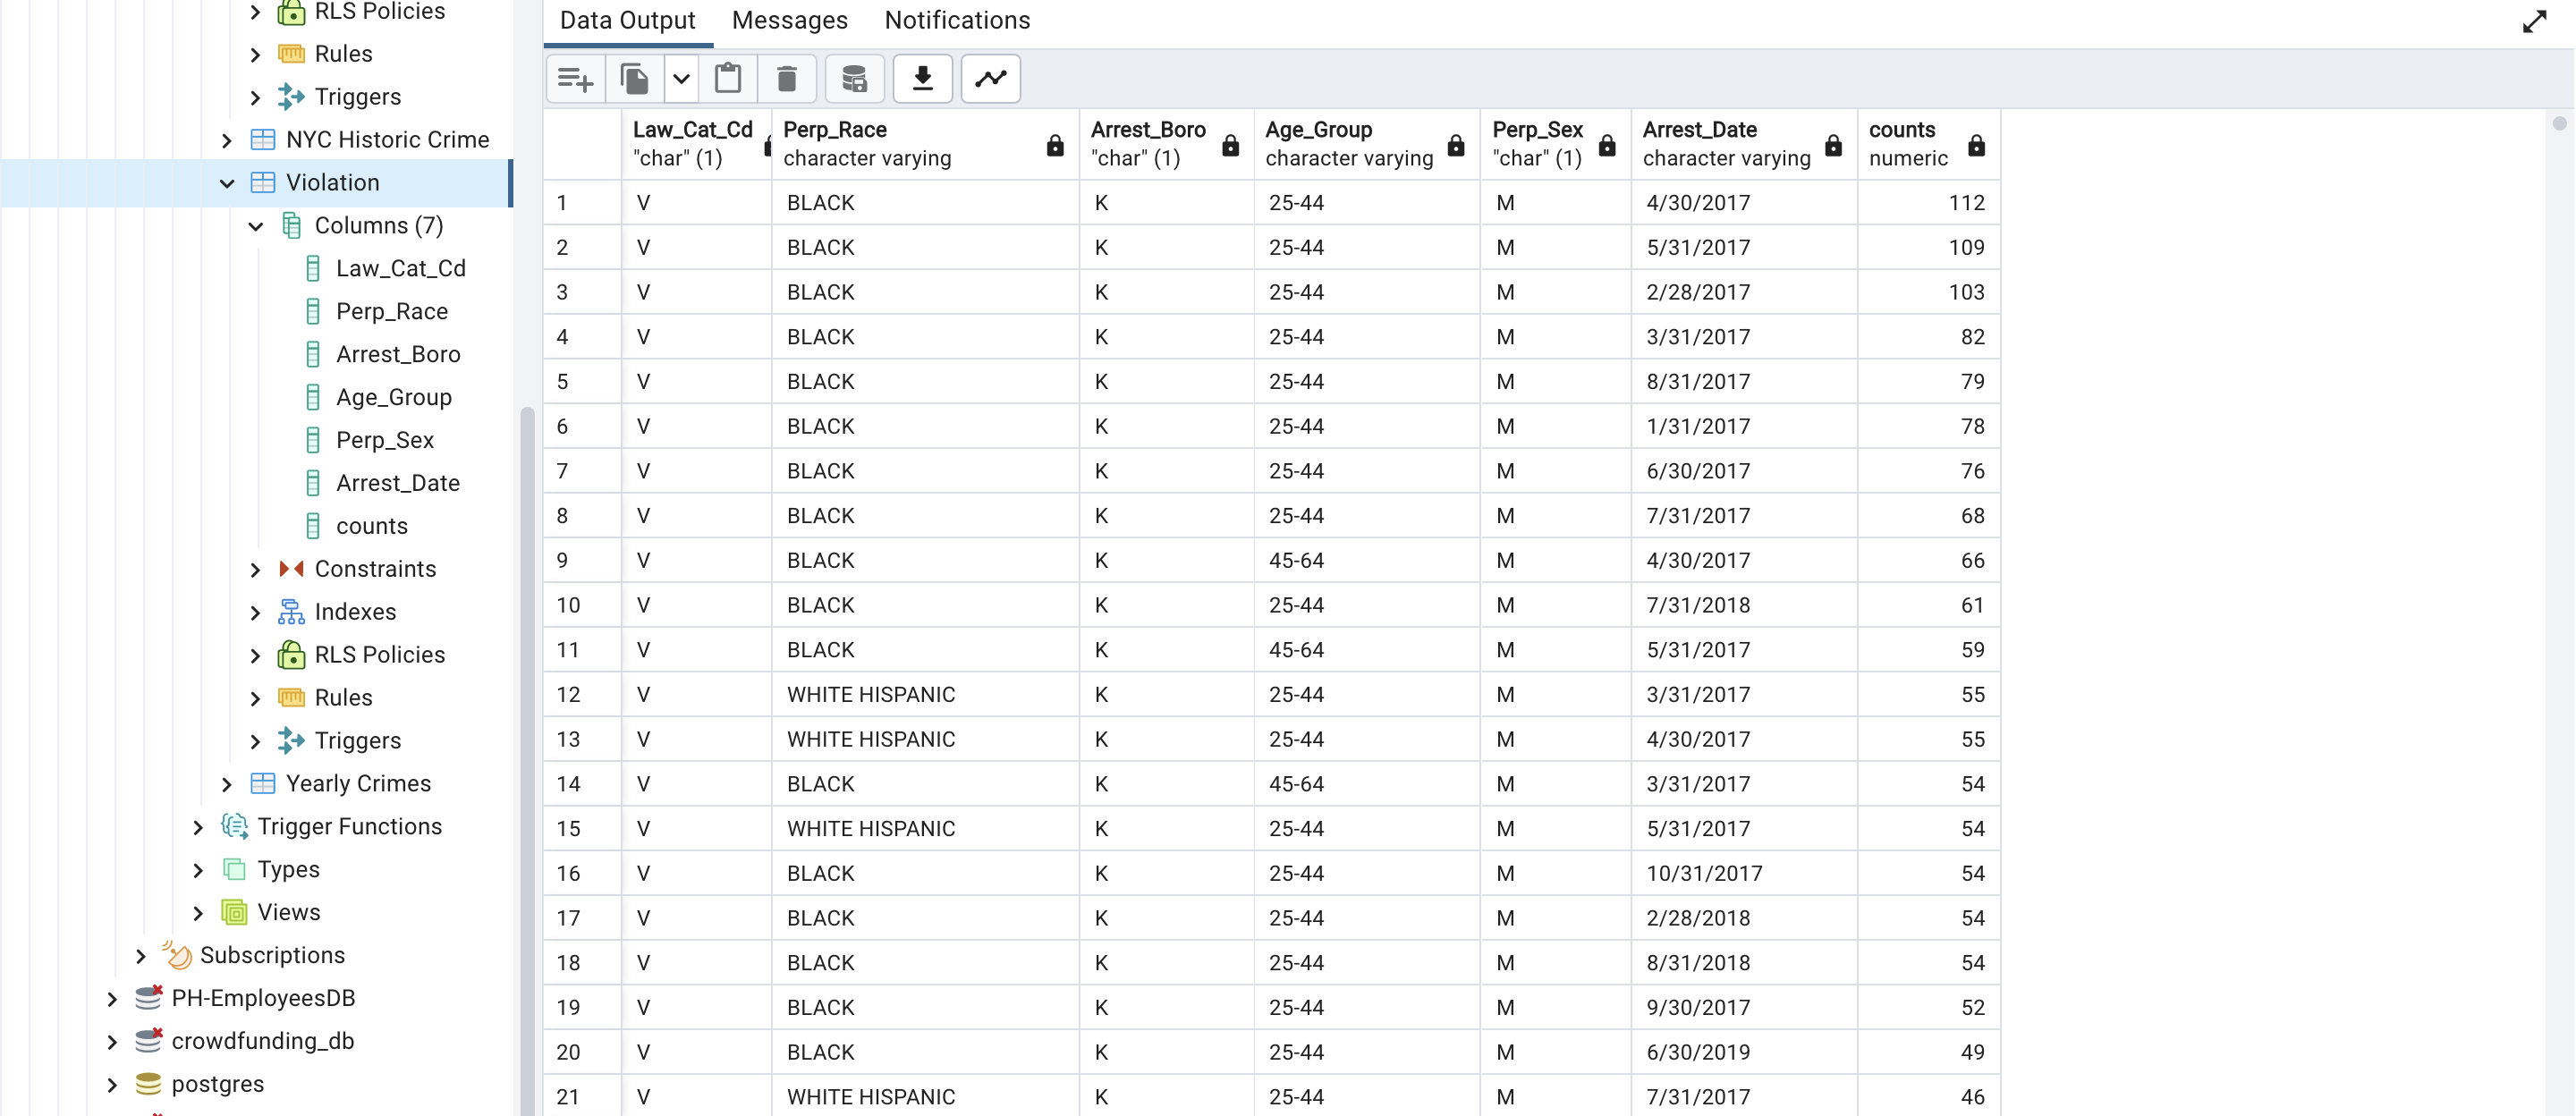 RLS Policies
Rules
Triggers
NYC Historic Crime
Violation
Columns (7)
Law_Cat_Cd
Perp_Race
Arrest_Boro
Age_Group
Perp_Sex
Arrest_Date
counts
Constraints
Indexes
RLS Policies
Rules
Triggers
Yearly Crimes
Trigger Functions
Types
Views
Subscriptions
PH-EmployeesDB
crowdfunding_db
postgres
Data Output Messages Notifications
Law_Cat_Cd Perp_Race Arrest_Boro Age_Group Perp_Sex Arrest_Date counts
"char" (1) character varying "char" (1) character varying "char" (1) character varying numeric
1 V BLACK K 25-44 M 4/30/2017 112
2 V BLACK K 25-44 M 5/31/2017 109
3 V BLACK K 25-44 M 2/28/2017 103
4 V BLACK K 25-44 M 3/31/2017 82
5 V BLACK K 25-44 M 8/31/2017 79
6 V BLACK K 25-44 M 1/31/2017 78
7 V BLACK K 25-44 M 6/30/2017 76
8 V BLACK K 25-44 M 7/31/2017 68
9 V BLACK K 45-64 M 4/30/2017 66
10 V BLACK K 25-44 M 7/31/2018 61
11 V BLACK K 45-64 M 5/31/2017 59
12 V WHITE HISPANIC K 25-44 M 3/31/2017 55
13 V WHITE HISPANIC K 25-44 M 4/30/2017 55
14 V BLACK K 45-64 M 3/31/2017 54
15 V WHITE HISPANIC K 25-44 M 5/31/2017 54
16 V BLACK K 25-44 M 10/31/2017 54
17 V BLACK K 25-44 M 2/28/2018 54
18 V BLACK K 25-44 M 8/31/2018 54
19 V BLACK K 25-44 M 9/30/2017 52
20 V BLACK K 25-44 M 6/30/2019 49
21 V WHITE HISPANIC K 25-44 M 7/31/2017 46